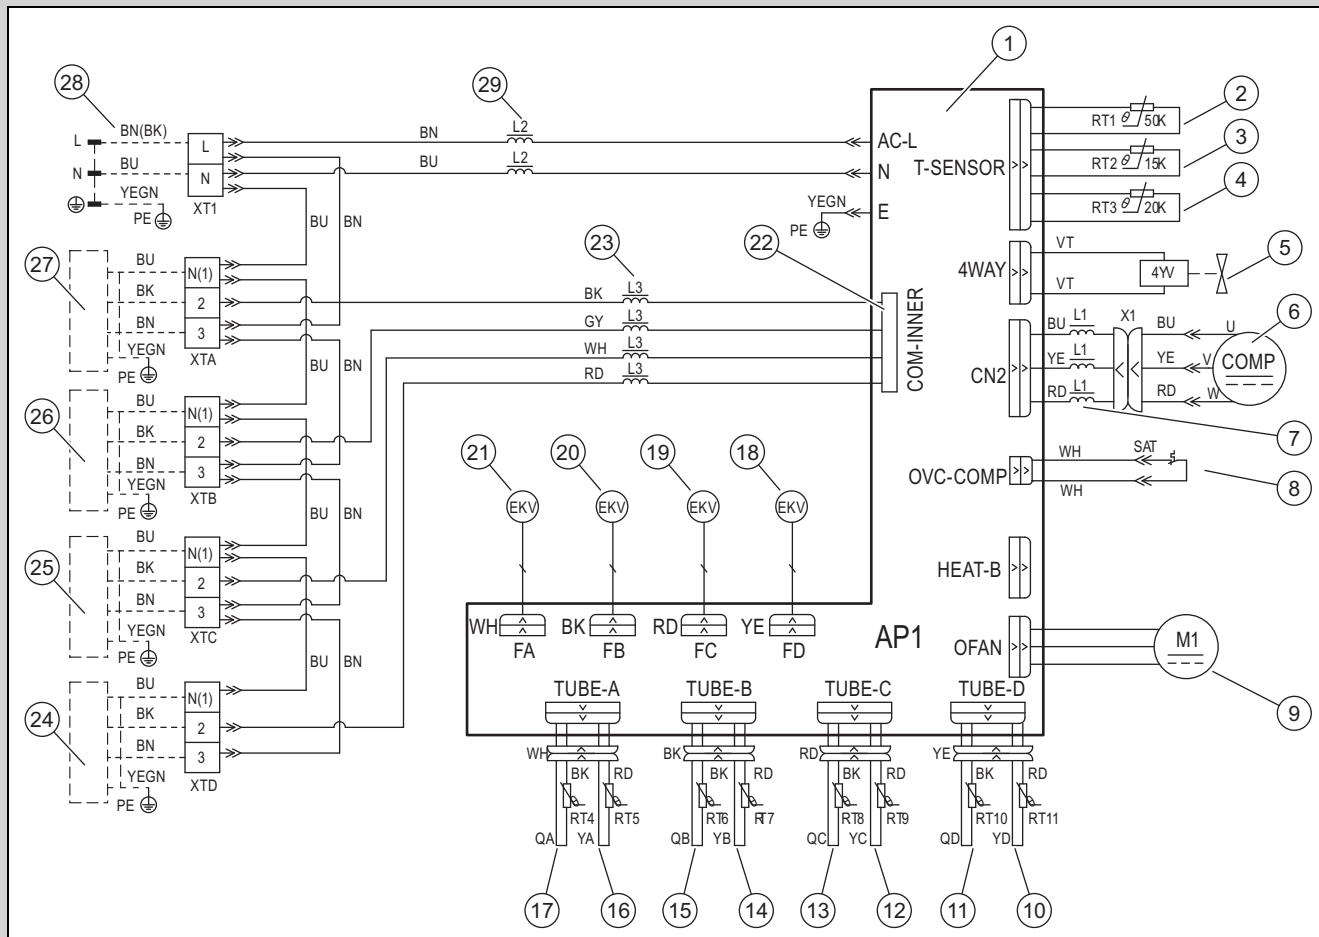 1
28
29
2
BN(BK)
L2
RT1 θ 50K
L
L
BN
AC-L
3
BU
L2
T-SENSOR
RT2 θ 15K
N
N
BU
N
4
YEGN
YEGN
RT3 θ 20K
XT1
E
PE
PE
BU
BN
23
22
VT
5
27
BU
N(1)
4WAY
4YV
BK
2
BK
L3
VT
BN
3
GY
L3
BU
L1
X1
BU
U
6
YEGN
XTA
WH
L3
COM-INNER
YE
L1
YE
V
COMP
PE
BU
BN
RD
L3
CN2
RD
L1
RD
W
26
BU
N(1)
7
BK
2
BN
3
21
20
19
18
WH
SAT
YEGN
XTB
OVC-COMP
8
PE
BU
BN
EKV
EKV
EKV
EKV
WH
25
BU
N(1)
BK
2
HEAT-B
BN
3
YEGN
XTC
WH
BK
RD
YE
AP1
OFAN
M1
PE
BU
BN
FA
FB
FC
FD
24
BU
N(1)
TUBE-A
TUBE-B
TUBE-C
TUBE-D
9
BK
2
BN
3
WH
BK
RD
YE
YEGN
XTD
BK
RD
BK
RD
BK
RD
BK
RD
PE
RT4
RT5
RT6
RT7
RT8
RT9
RT10
RT11
QA
YA
QB
YB
QC
YC
QD
YD
17
16
15
14
13
12
11
10